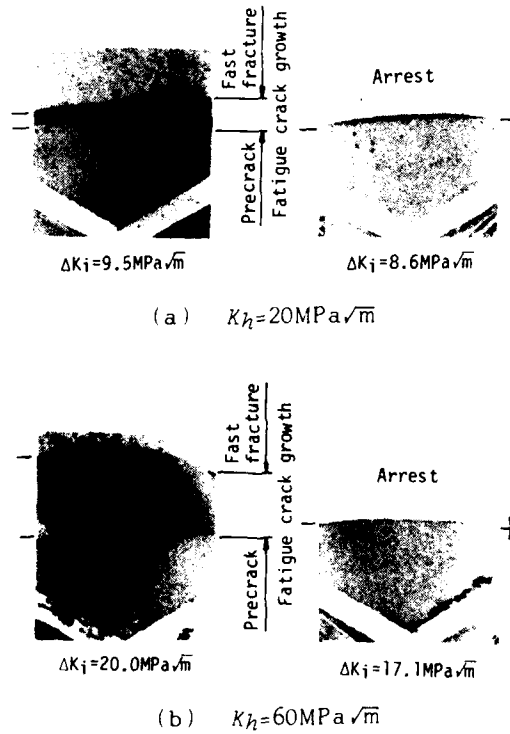 Fast
fracture
Fatigue crack growth
Precrack
Arrest
ΔKi=9.5MPa√m
ΔKi=8.6MPa√m
(a) Kh=20MPa√m
Fast
fracture
Fatigue crack growth
Precrack
Arrest
ΔKi=20.0MPa√m
ΔKi=17.1MPa√m
(b) Kh=60MPa√m